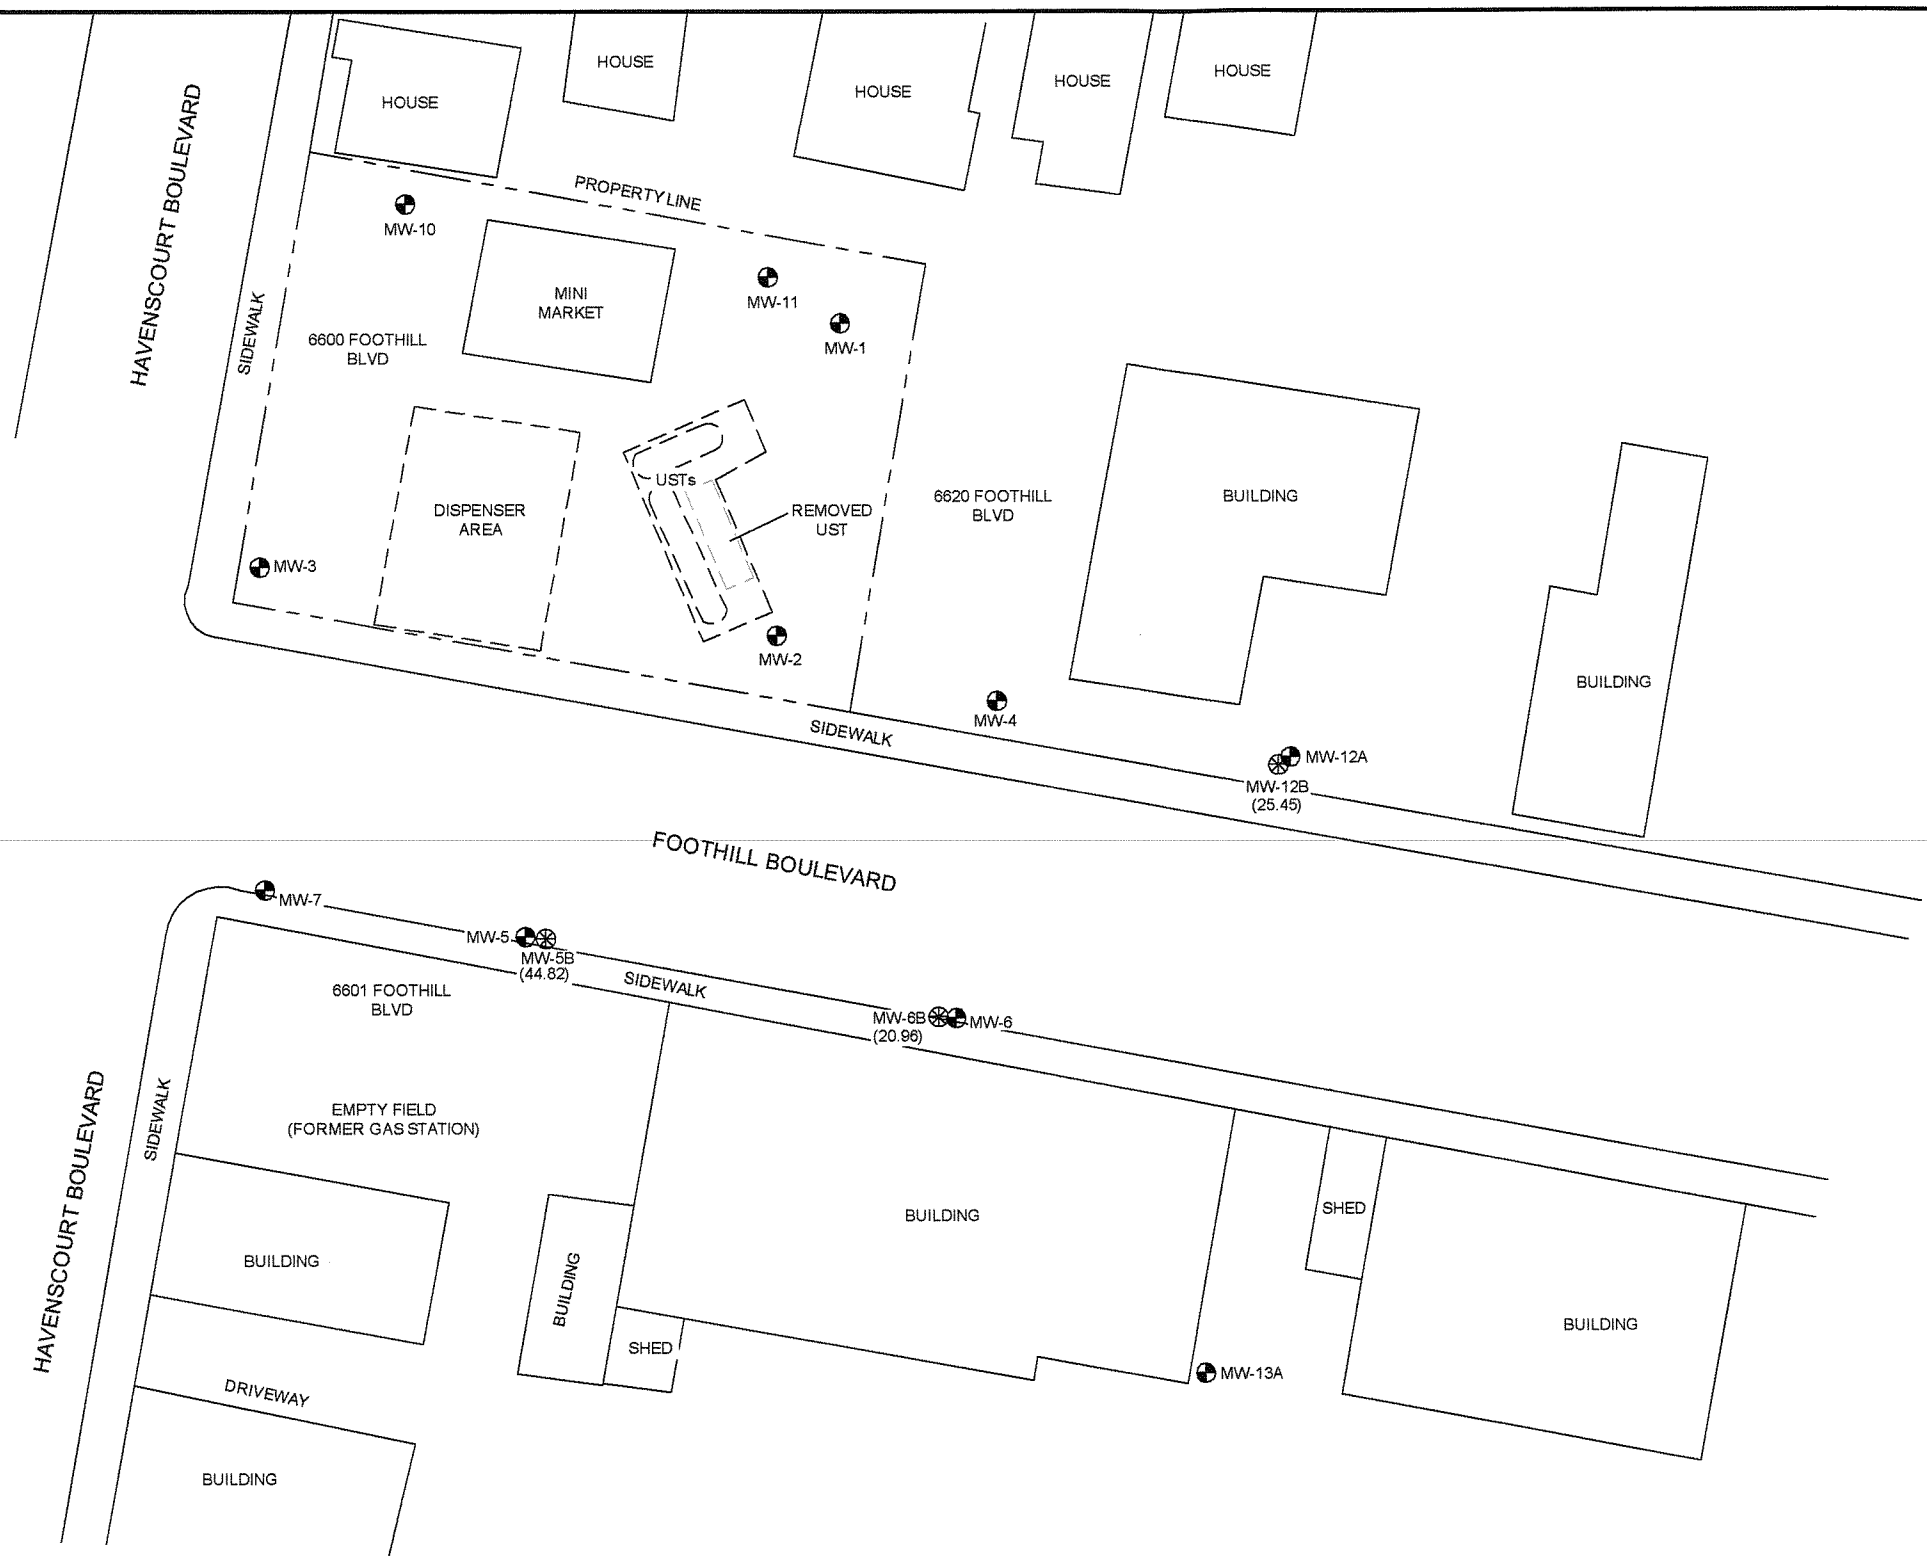 HOUSE
HOUSE
HOUSE
HOUSE
HOUSE
HAVENSCOURT BOULEVARD
PROPERTY LINE
MW-10
MINI
MARKET
MW-11
MW-1
SIDEWALK
6600 FOOTHILL
BLVD
USTs
DISPENSER
AREA
REMOVED
UST
6620 FOOTHILL
BLVD
BUILDING
MW-3
MW-2
BUILDING
MW-4
SIDEWALK
MW-12A
MW-12B
(25.45)
FOOTHILL BOULEVARD
MW-7
MW-5
MW-5B
(44.82)
SIDEWALK
6601 FOOTHILL
BLVD
MW-6B
(20.96)
MW-6
EMPTY FIELD
(FORMER GAS STATION)
HAVENSCOURT BOULEVARD
SIDEWALK
BUILDING
SHED
BUILDING
BUILDING
BUILDING
SHED
MW-13A
DRIVEWAY
BUILDING